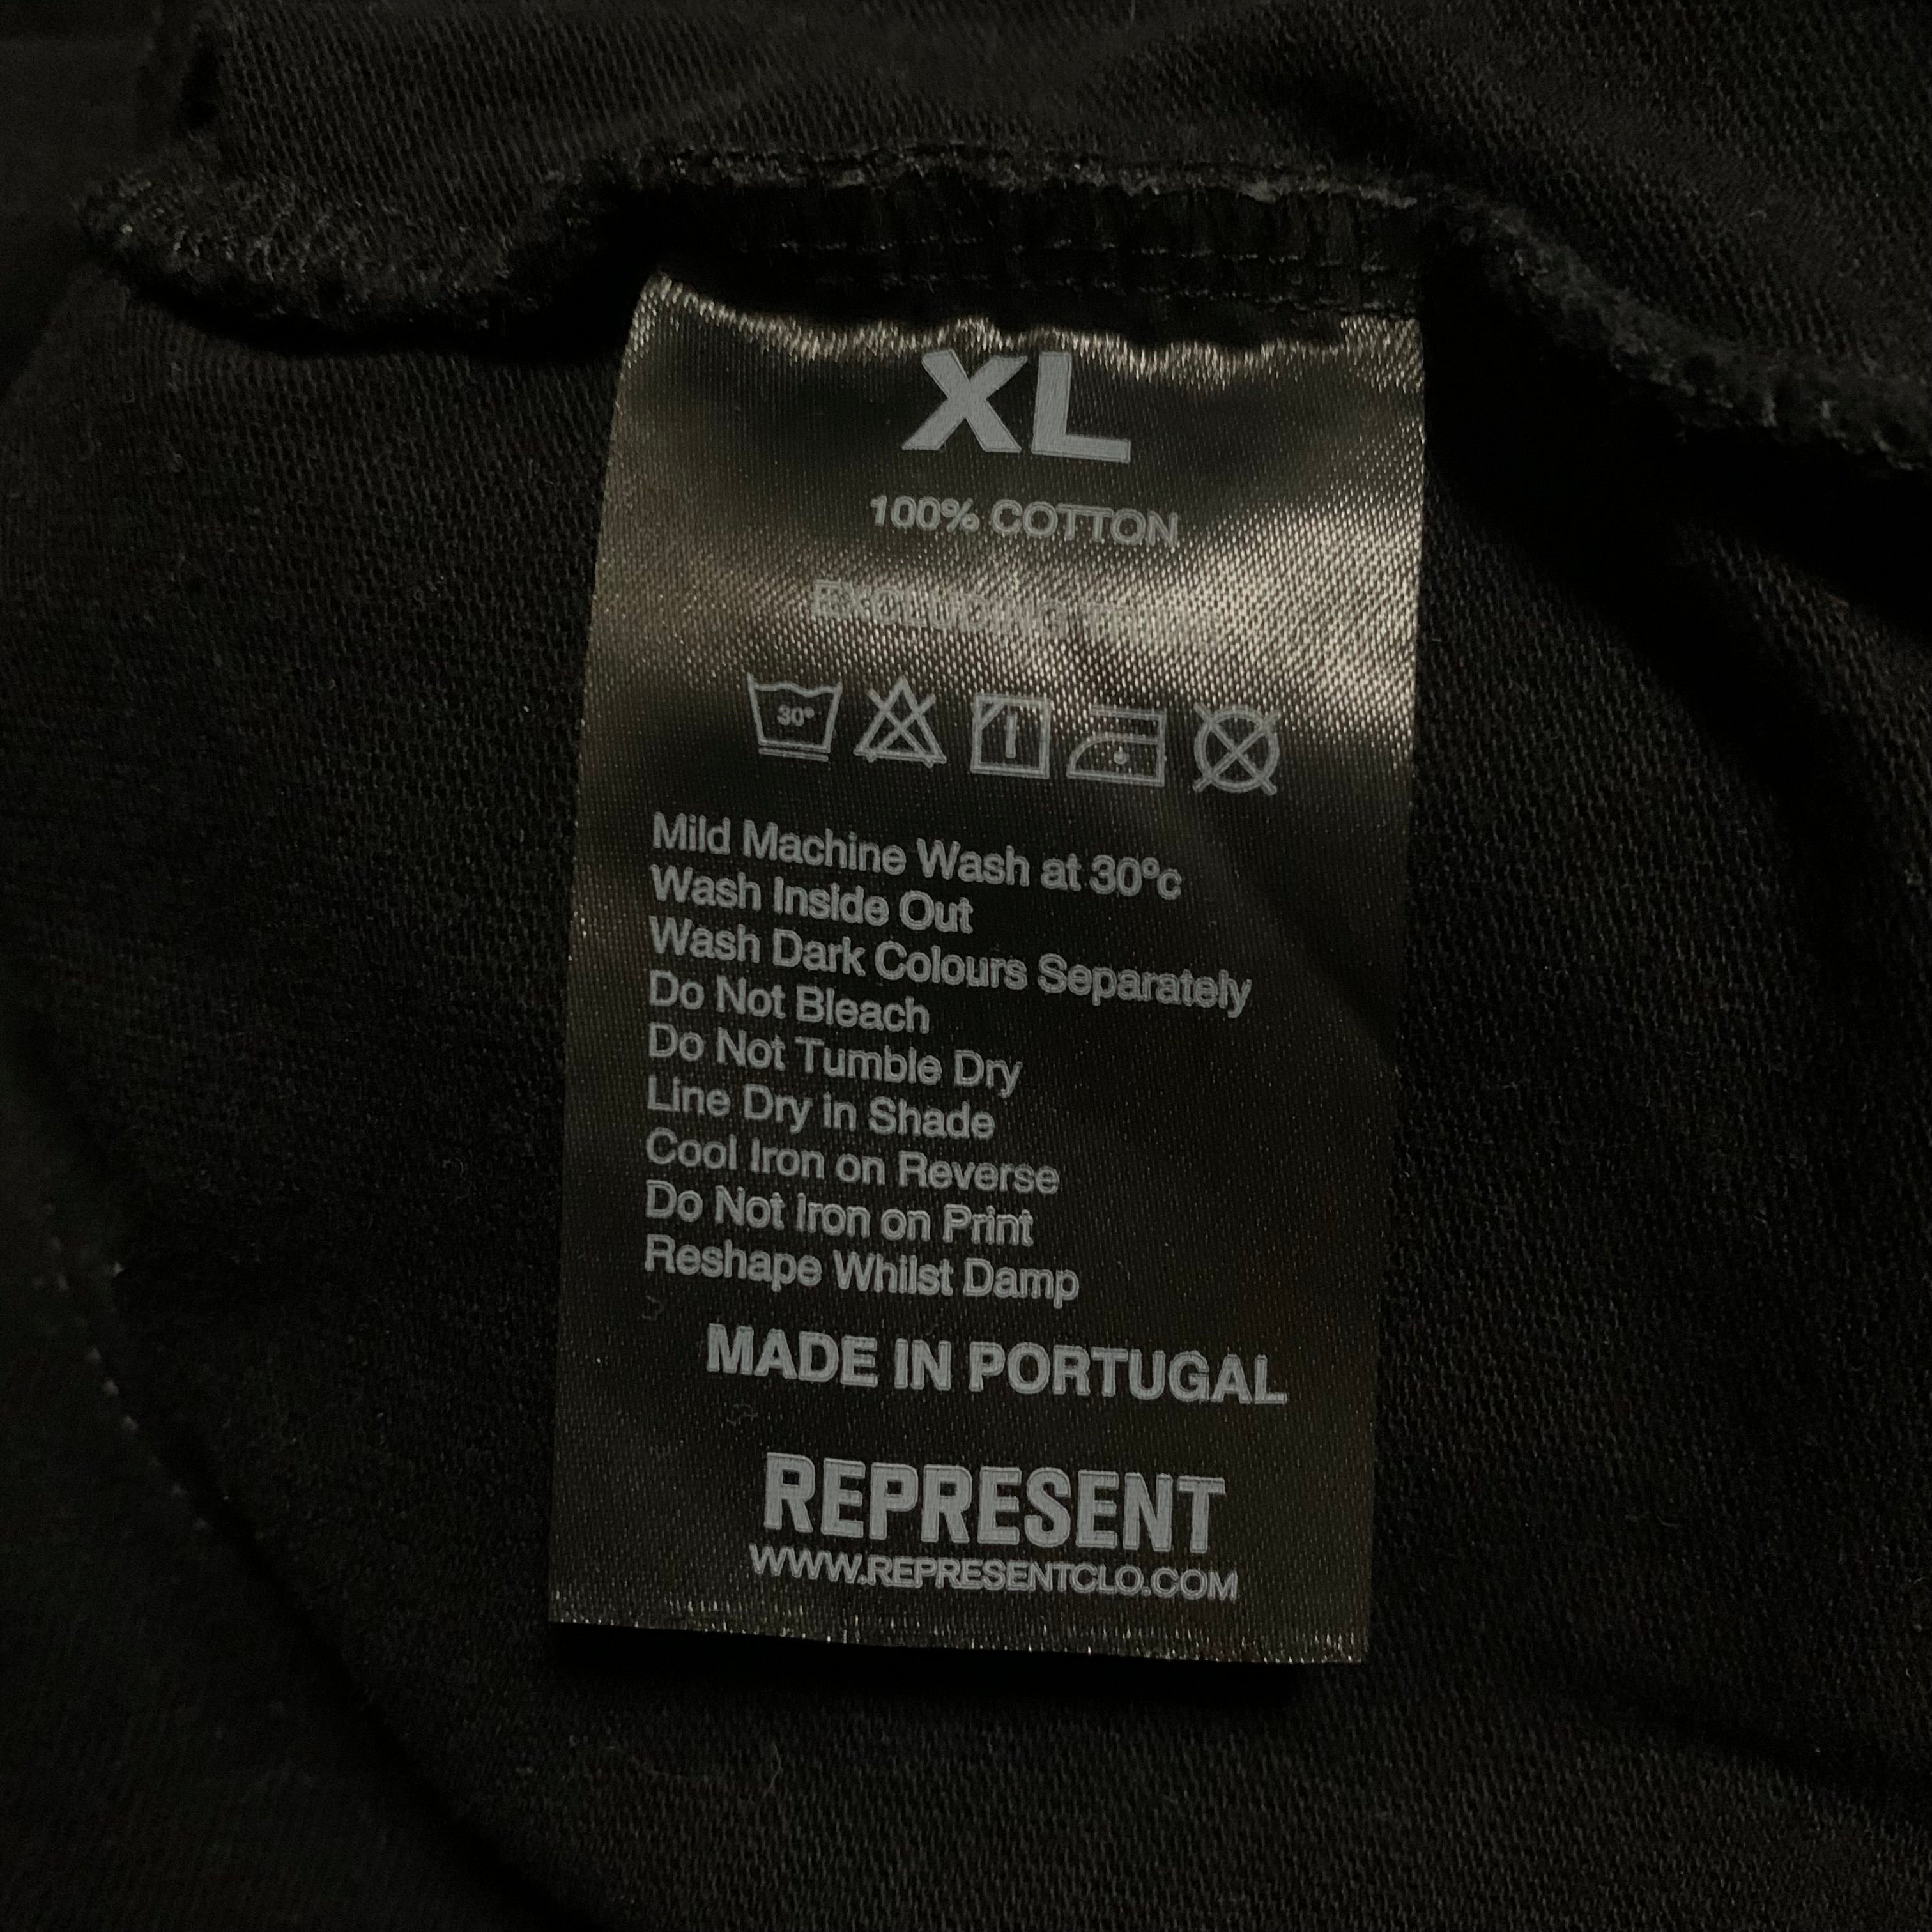 XL
100% COTTON
EXCLUDING
30°
Mild Machine Wash at 30ºc
Wash Inside Out
Wash Dark Colours Separately
Do Not Bleach
Do Not Tumble Dry
Line Dry in Shade
Cool Iron on Reverse
Do Not Iron on Print
Reshape Whilst Damp
MADE IN PORTUGAL
REPRESENT
WWW.REPRESENTCLO.COM